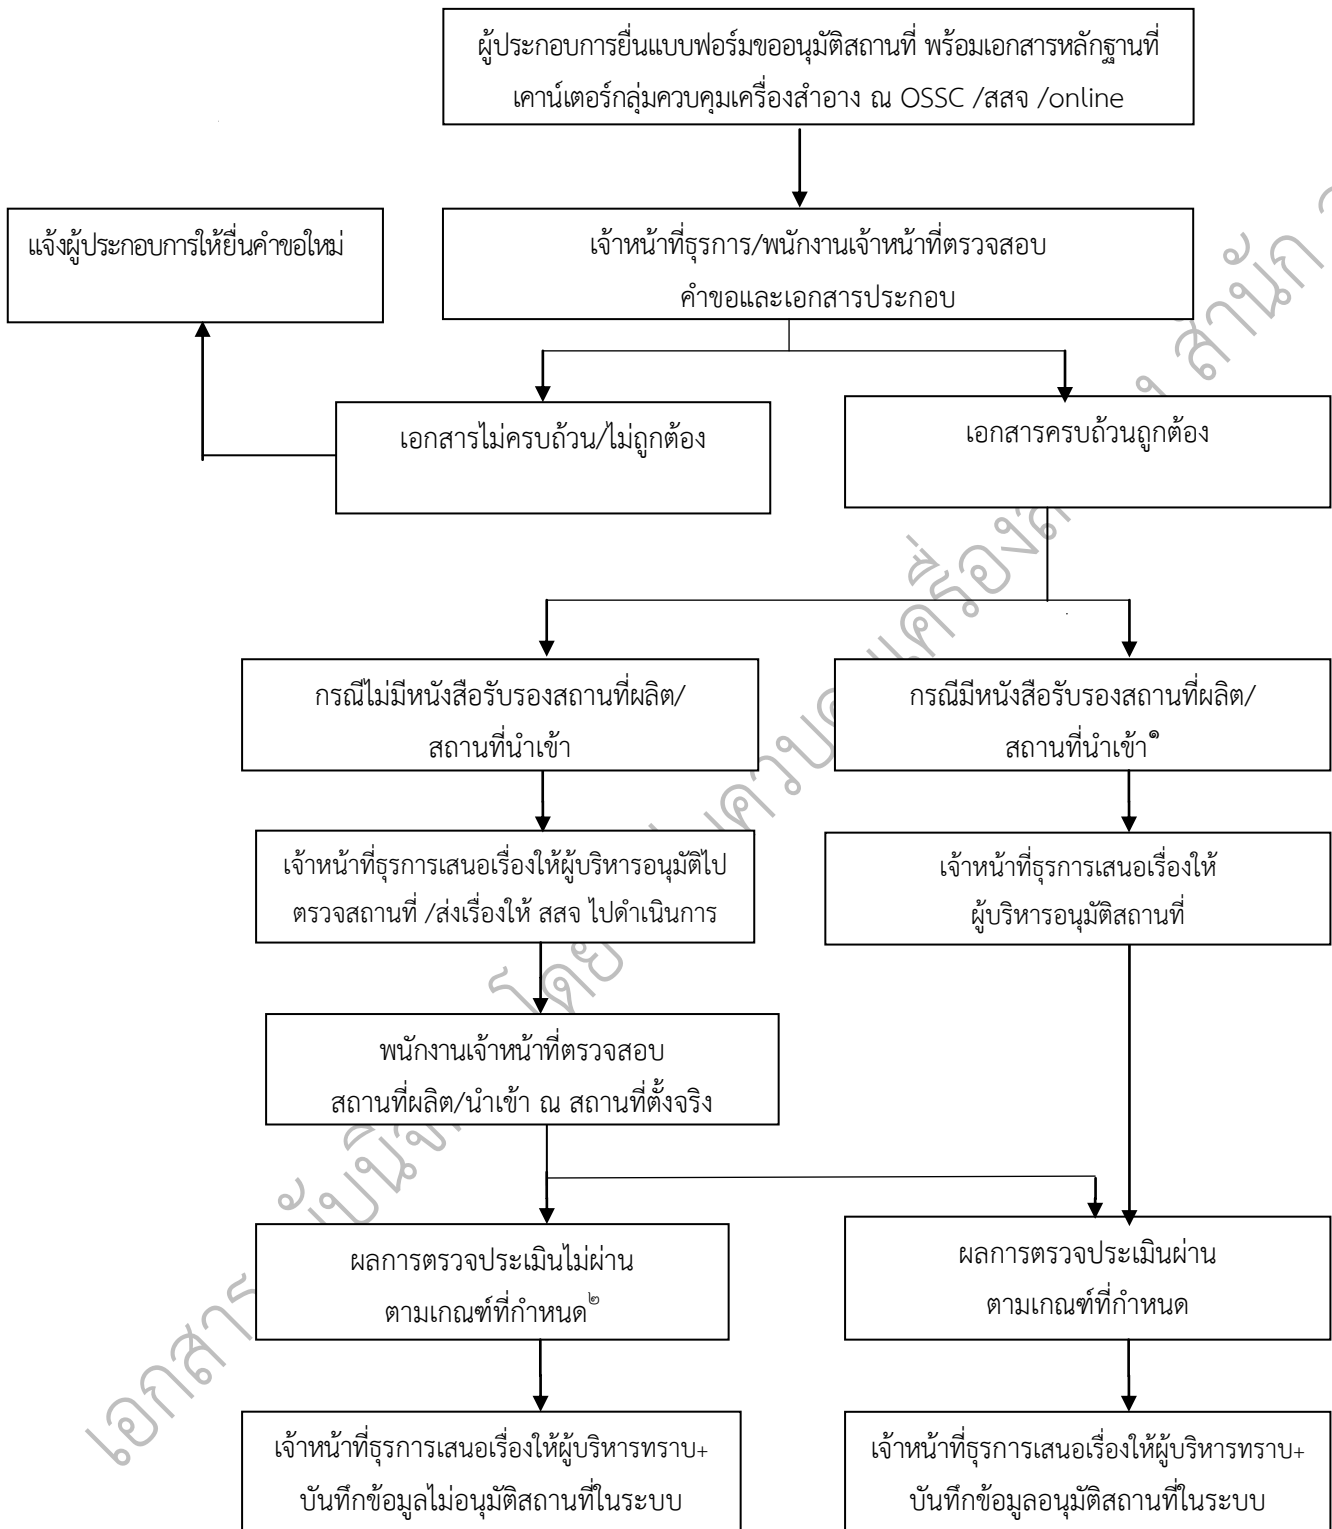 ผู้ประกอบการยื่นแบบฟอร์มขออนุมัติสถานที่ พร้อมเอกสารหลักฐานที่
เคาน์เตอร์กลุ่มควบคุมเครื่องสำอาง ณ OSSC /สสจ /online
แจ้งผู้ประกอบการให้ยื่นคำขอใหม่
เจ้าหน้าที่ธุรการ/พนักงานเจ้าหน้าที่ตรวจสอบ
คำขอและเอกสารประกอบ
เอกสารไม่ครบถ้วน/ไม่ถูกต้อง
เอกสารครบถ้วนถูกต้อง
กรณีไม่มีหนังสือรับรองสถานที่ผลิต/
สถานที่นำเข้า
กรณีมีหนังสือรับรองสถานที่ผลิต/
สถานที่นำเข้า๑
เจ้าหน้าที่ธุรการเสนอเรื่องให้ผู้บริหารอนุมัติไป
ตรวจสถานที่ /ส่งเรื่องให้ สสจ ไปดำเนินการ
เจ้าหน้าที่ธุรการเสนอเรื่องให้
ผู้บริหารอนุมัติสถานที่
พนักงานเจ้าหน้าที่ตรวจสอบ
สถานที่ผลิต/นำเข้า ณ สถานที่ตั้งจริง
ผลการตรวจประเมินไม่ผ่าน
ตามเกณฑ์ที่กำหนด๒
ผลการตรวจประเมินผ่าน
ตามเกณฑ์ที่กำหนด
เจ้าหน้าที่ธุรการเสนอเรื่องให้ผู้บริหารทราบ+
บันทึกข้อมูลไม่อนุมัติสถานที่ในระบบ
เจ้าหน้าที่ธุรการเสนอเรื่องให้ผู้บริหารทราบ+
บันทึกข้อมูลอนุมัติสถานที่ในระบบ
เอกสาร โดย สำนัก